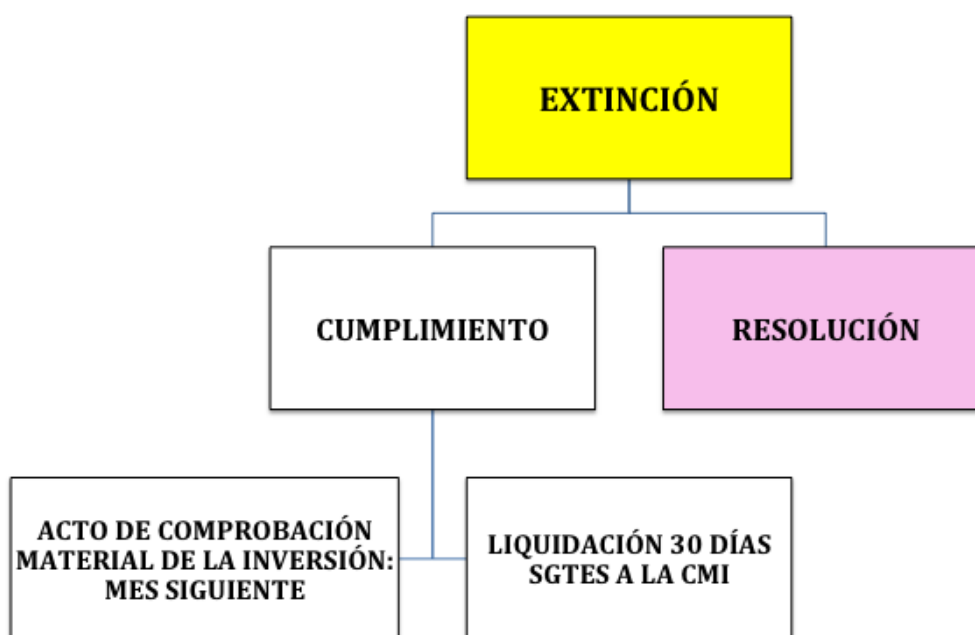 EXTINCIÓN
CUMPLIMIENTO
RESOLUCIÓN
ACTO DE COMPROBACIÓN
MATERIAL DE LA INVERSIÓN:
MES SIGUIENTE
LIQUIDACIÓN 30 DÍAS
SGTES A LA CMI